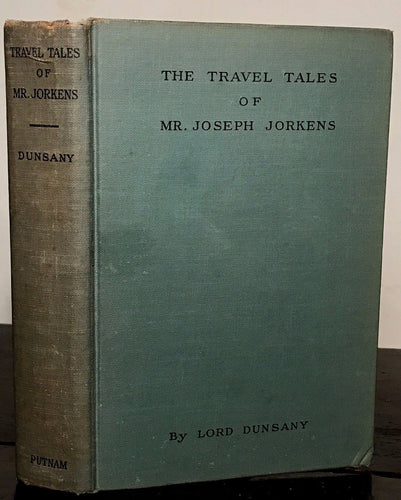 TRAVEL TALES
OF
MR. JORKENS
DUNSANY
PUTNAM
THE TRAVEL TALES
OF
MR. JOSEPH JORKENS
By LORD DUNSANY